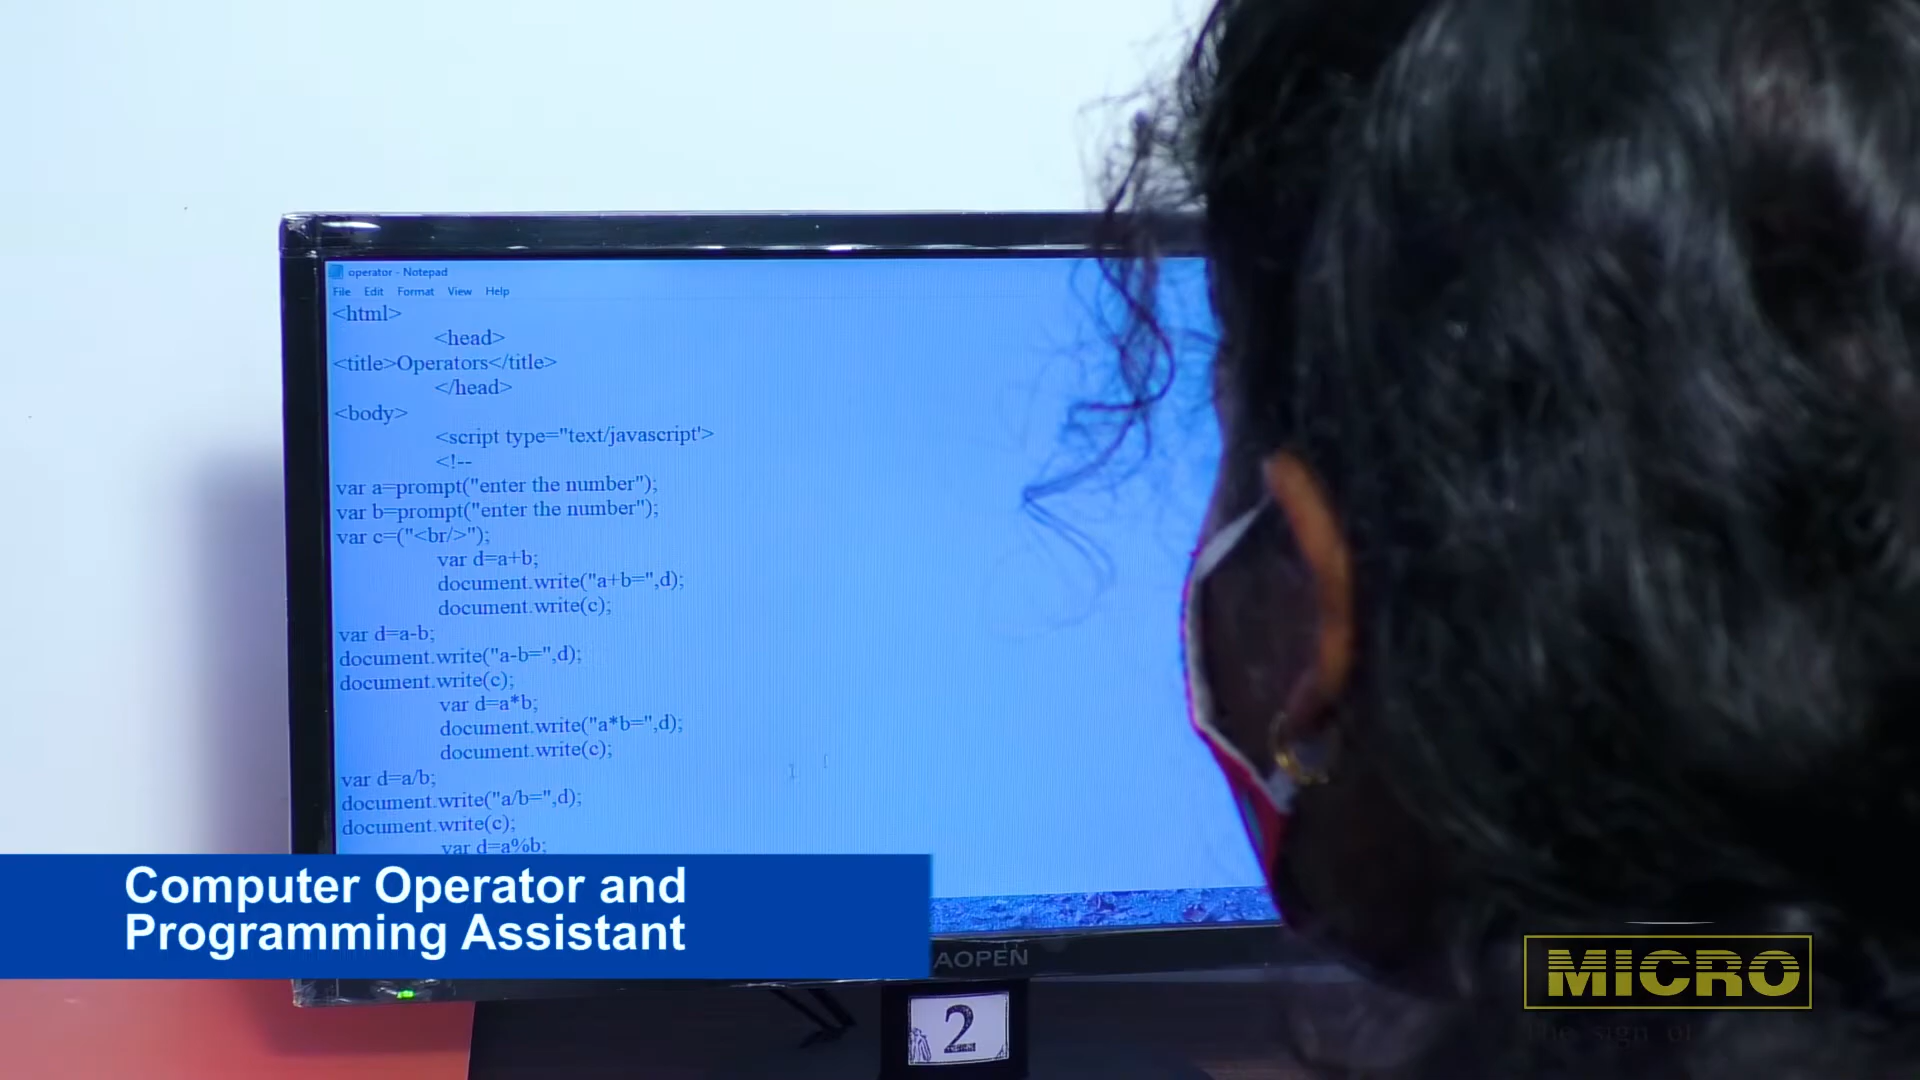 operator - Notepad
File Edit Format View Help
<html>
<head>
<title>Operators</title>
</head>
<body>
<script type="text/javascript'>
<!--
var a=prompt("enter the number");
var b=prompt("enter the number");
var c=("<br/>");
var d=a+b;
document.write("a+b=",d);
document.write(c);
var d=a-b;
document.write("a-b=",d);
document.write(c);
var d=a*b;
document.write("a*b=",d);
document.write(c);
var d=a/b;
document.write("a/b=",d);
document.write(c);
var d=a%b;
Computer Operator and
Programming Assistant
AOPEN
2
MICRO
the sign of